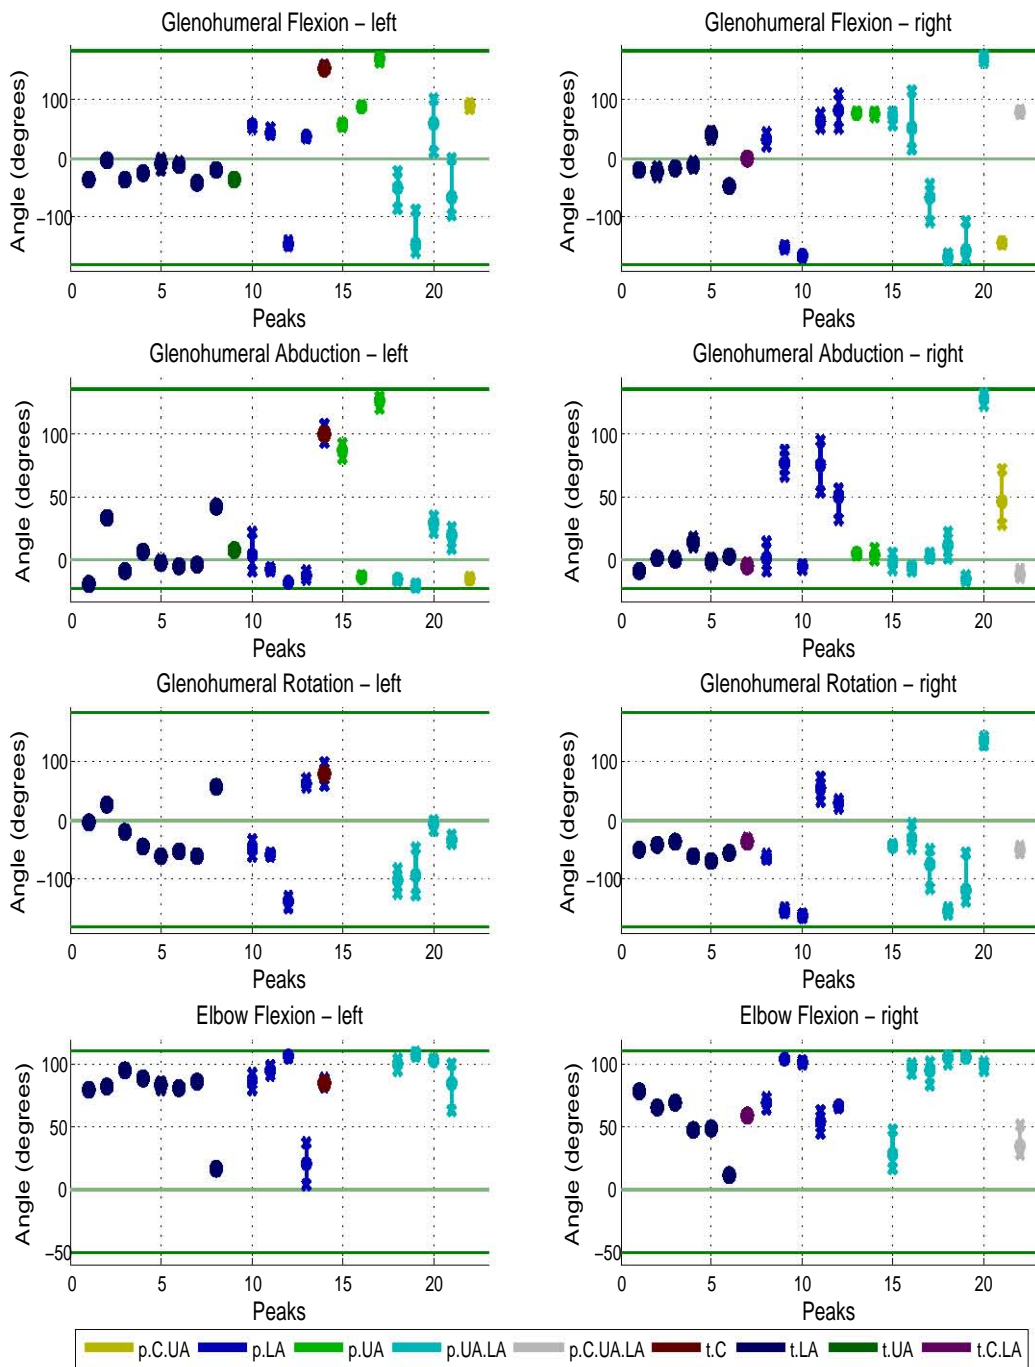 Glenohumeral Flexion – left
Glenohumeral Flexion – right
Angle (degrees)
100
0
−100
0 5 10 15 20
Peaks
Angle (degrees)
100
0
−100
0 5 10 15 20
Peaks
Glenohumeral Abduction – left
Glenohumeral Abduction – right
Angle (degrees)
100
50
0
0 5 10 15 20
Peaks
Angle (degrees)
100
50
0
0 5 10 15 20
Peaks
Glenohumeral Rotation – left
Glenohumeral Rotation – right
Angle (degrees)
100
0
−100
0 5 10 15 20
Peaks
Angle (degrees)
100
0
−100
0 5 10 15 20
Peaks
Elbow Flexion – left
Elbow Flexion – right
Angle (degrees)
100
50
0
−50
0 5 10 15 20
Peaks
Angle (degrees)
100
50
0
−50
0 5 10 15 20
Peaks
p.C.UA p.LA p.UA p.UA.LA p.C.UA.LA t.C t.LA t.UA t.C.LA